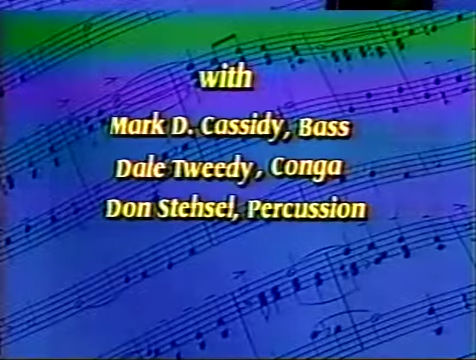 with
Mark D. Cassidy, Bass
Dale Tweedy, Conga
Don Stehsel, Percussion